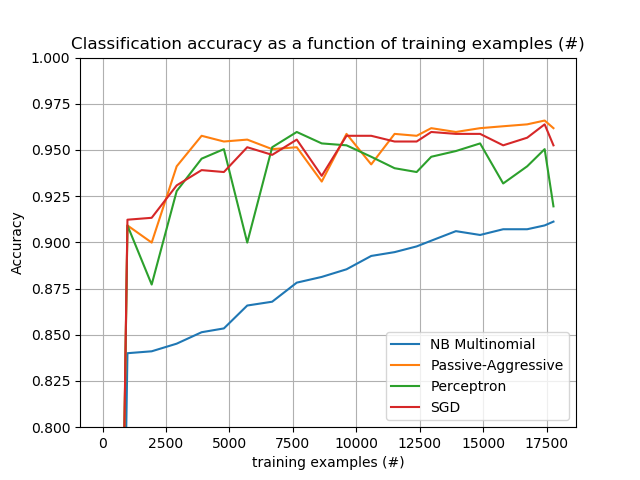 Classification accuracy as a function of training examples (#)
1.000
0.975
0.950
0.925
0.900
0.875
0.850
0.825
0.800
Accuracy
NB Multinomial
Passive-Aggressive
Perceptron
SGD
0 2500 5000 7500 10000 12500 15000 17500
training examples (#)